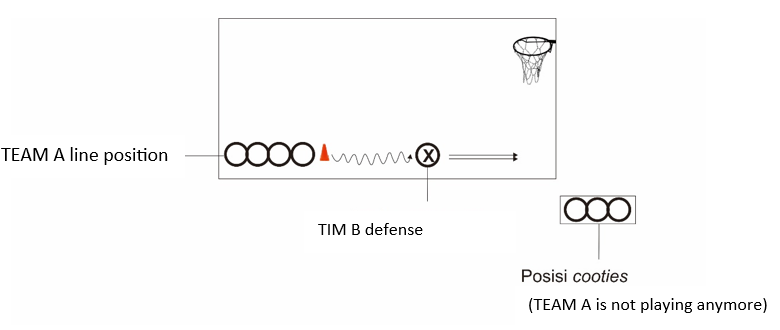 TEAM A line position
X
TIM B defense
Posisi cooties
(TEAM A is not playing anymore)